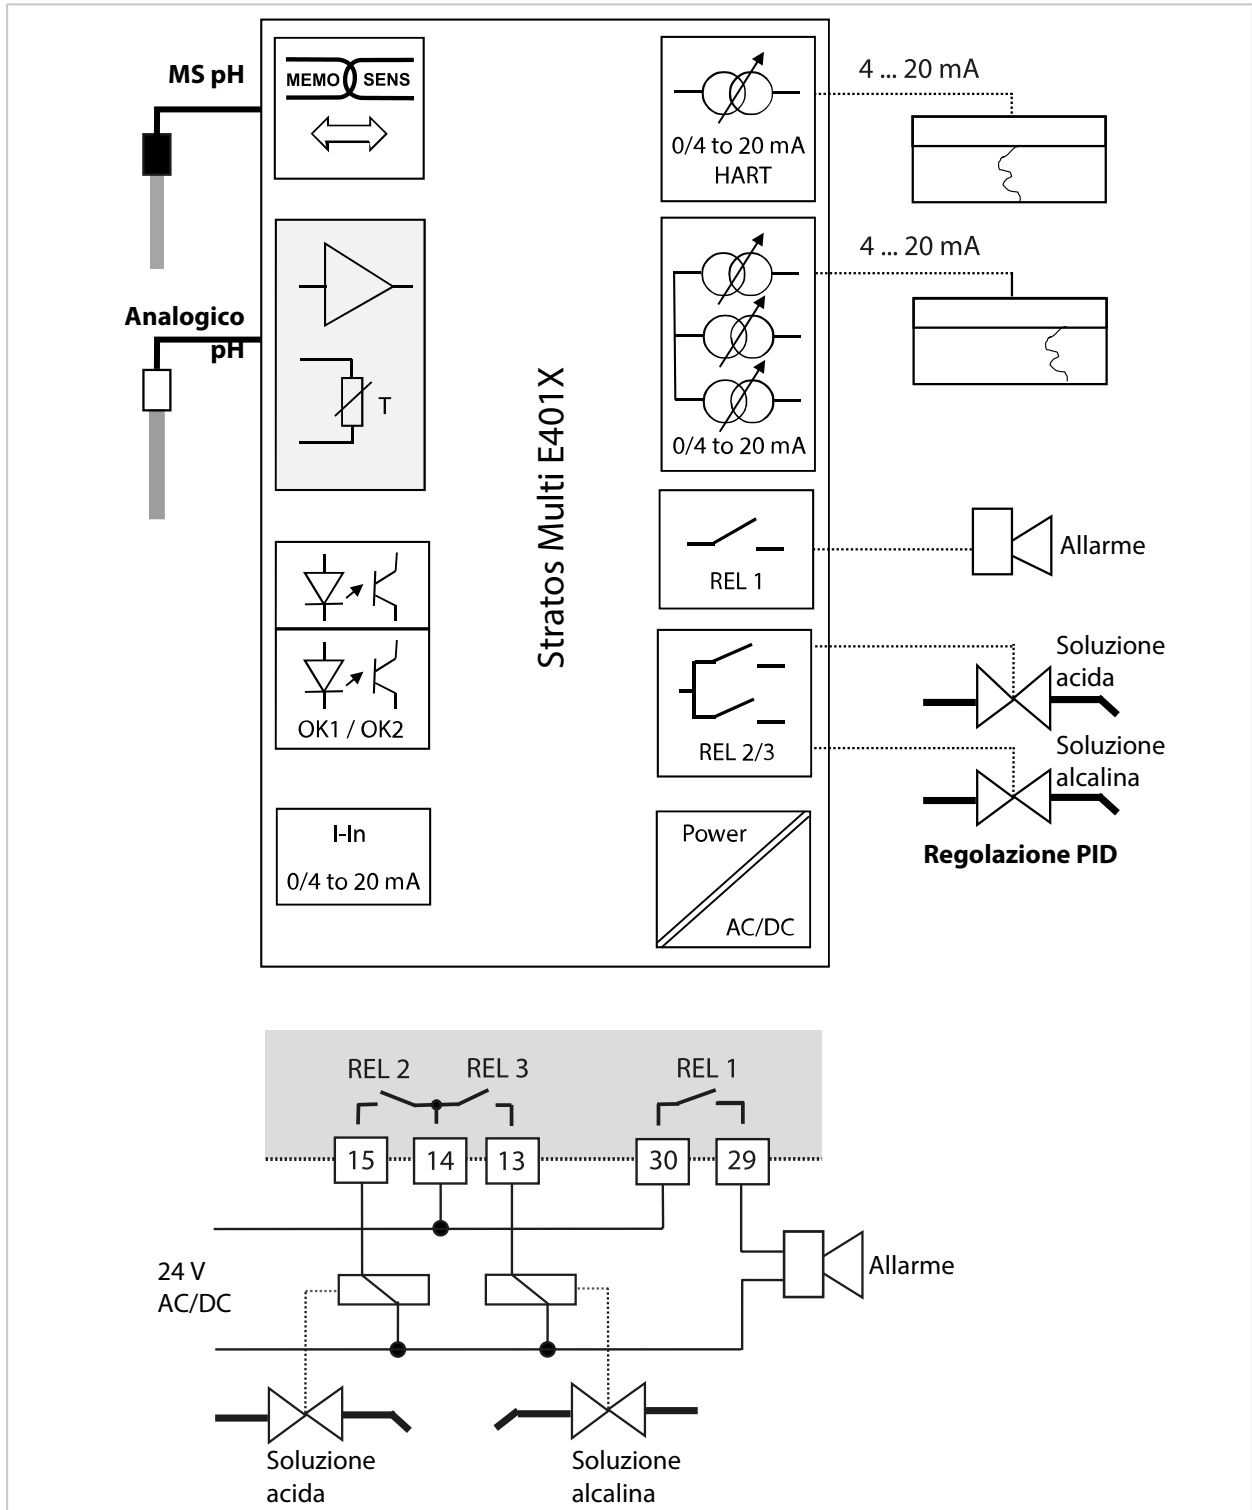 MS pH
MEMO SENS
Analogico
pH
T
OK1 / OK2
I-In
0/4 to 20 mA
Stratos Multi E401X
0/4 to 20 mA
HART
4 ... 20 mA
0/4 to 20 mA
4 ... 20 mA
REL 1
Allarme
REL 2/3
Soluzione
acida
Soluzione
alcalina
Regolazione PID
Power
AC/DC
REL 2 REL 3 REL 1
15 14 13 30 29
24 V
AC/DC
Allarme
Soluzione
acida
Soluzione
alcalina